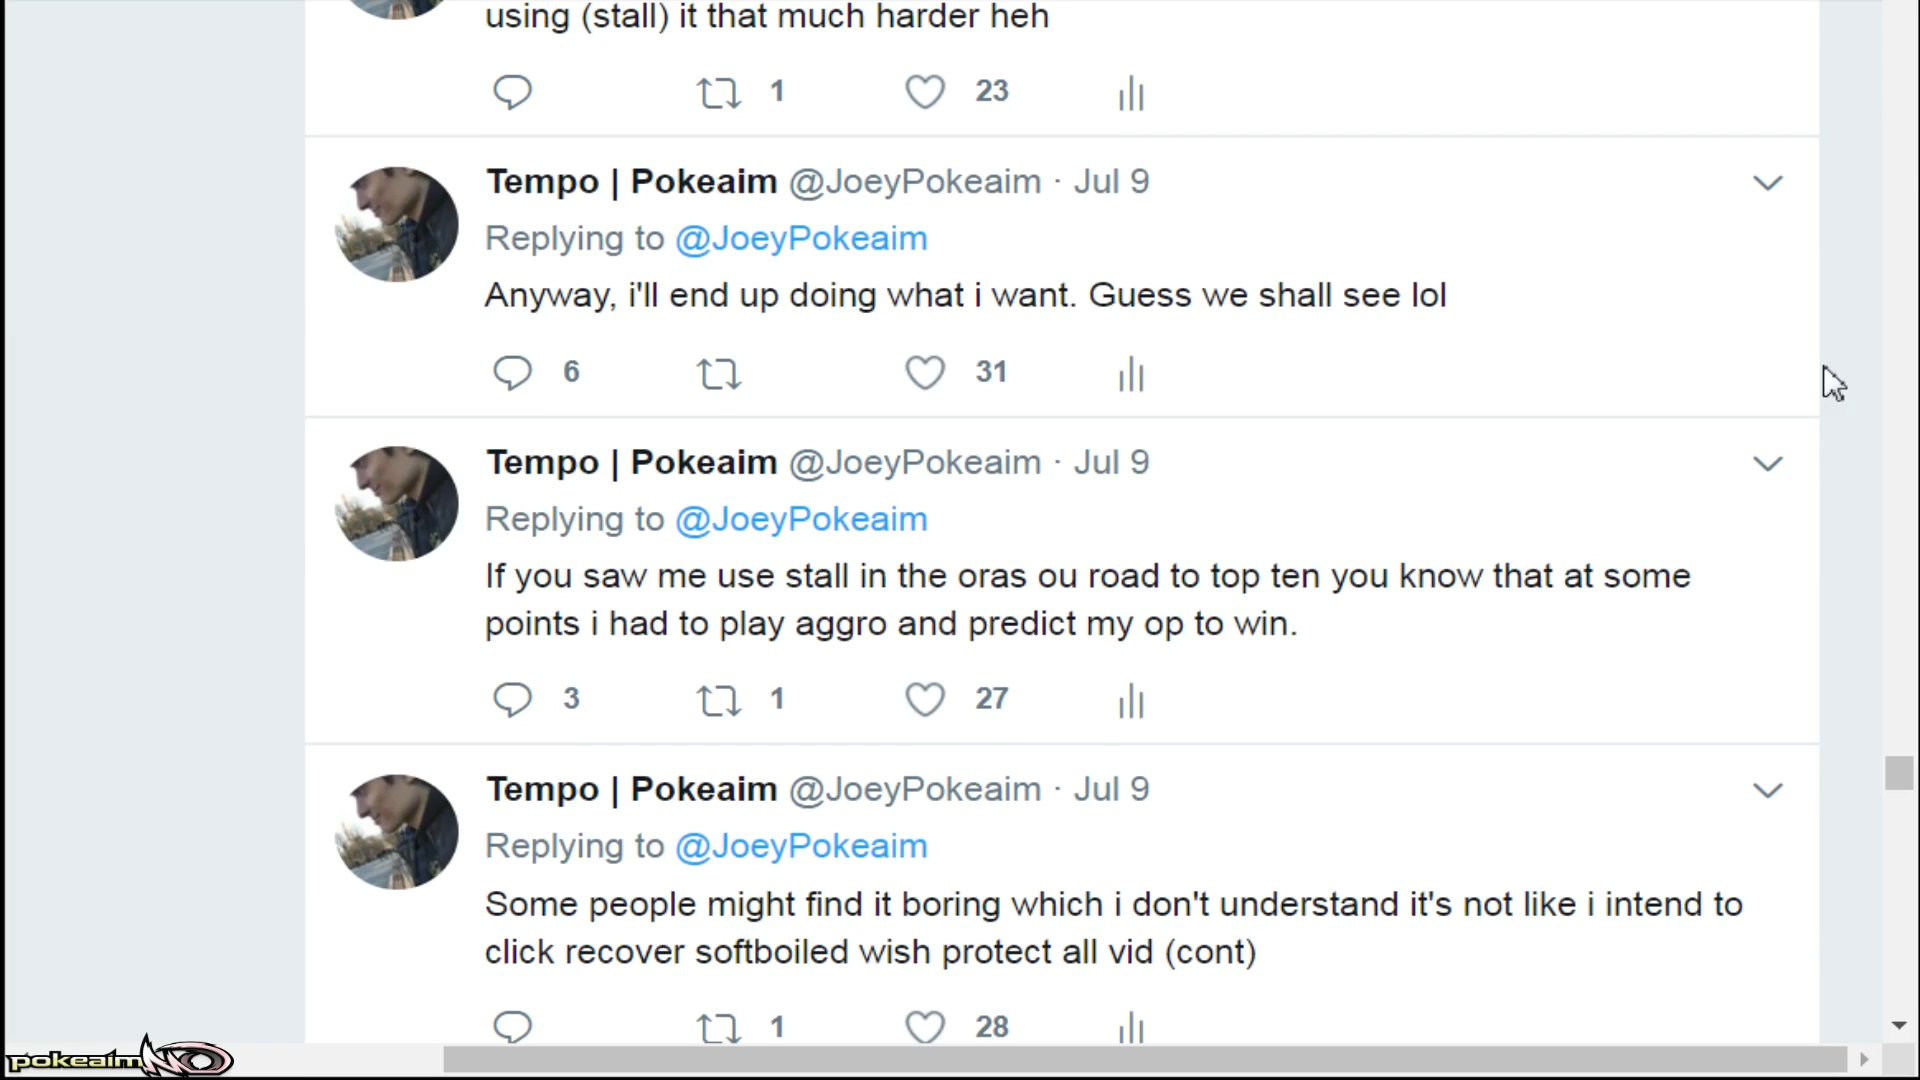 using (stall) it that much harder heh
1 23
Tempo | Pokeaim @JoeyPokeaim · Jul 9
Replying to @JoeyPokeaim
Anyway, i'll end up doing what i want. Guess we shall see lol
6 31
Tempo | Pokeaim @JoeyPokeaim · Jul 9
Replying to @JoeyPokeaim
If you saw me use stall in the oras ou road to top ten you know that at some
points i had to play aggro and predict my op to win.
3 1 27
Tempo | Pokeaim @JoeyPokeaim · Jul 9
Replying to @JoeyPokeaim
Some people might find it boring which i don't understand it's not like i intend to
click recover softboiled wish protect all vid (cont)
1 28
pokeaimMD